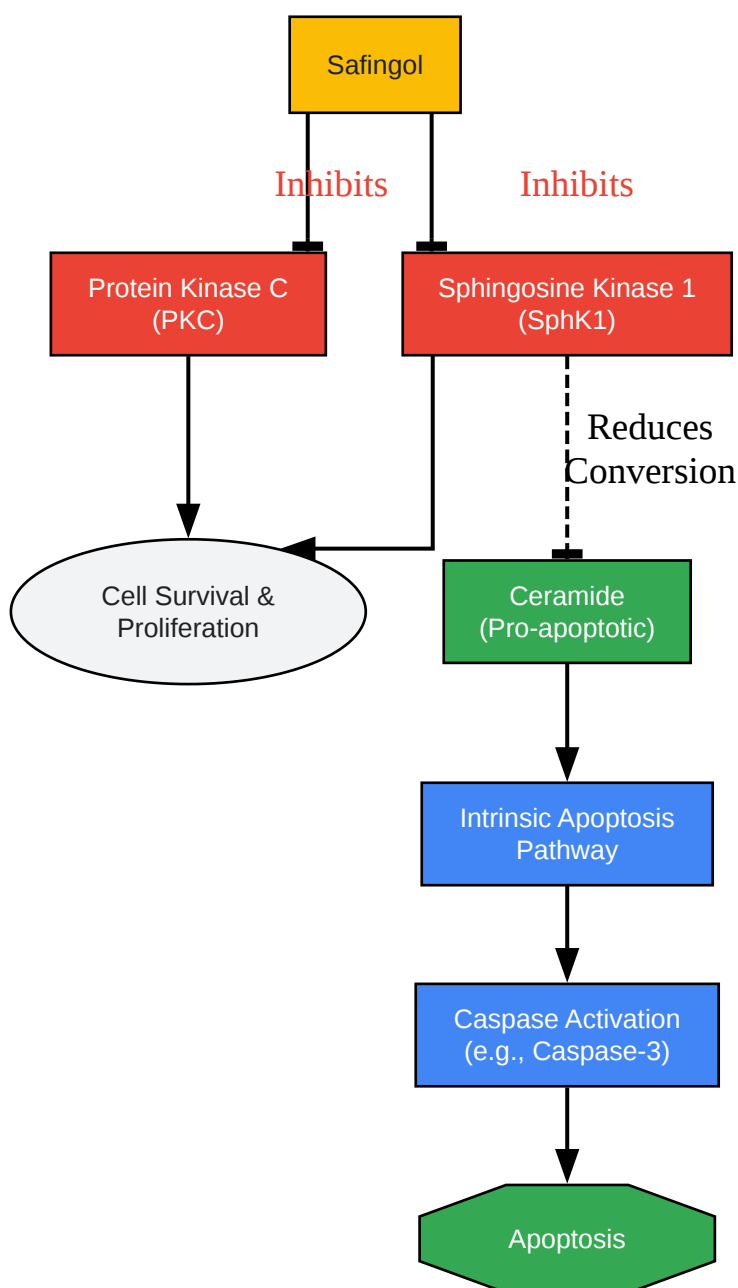 Safingol
Inhibits
Inhibits
Protein Kinase C
(PKC)
Sphingosine Kinase 1
(SphK1)
Reduces
Conversion
Cell Survival &
Proliferation
Ceramide
(Pro-apoptotic)
Intrinsic Apoptosis
Pathway
Caspase Activation
(e.g., Caspase-3)
Apoptosis